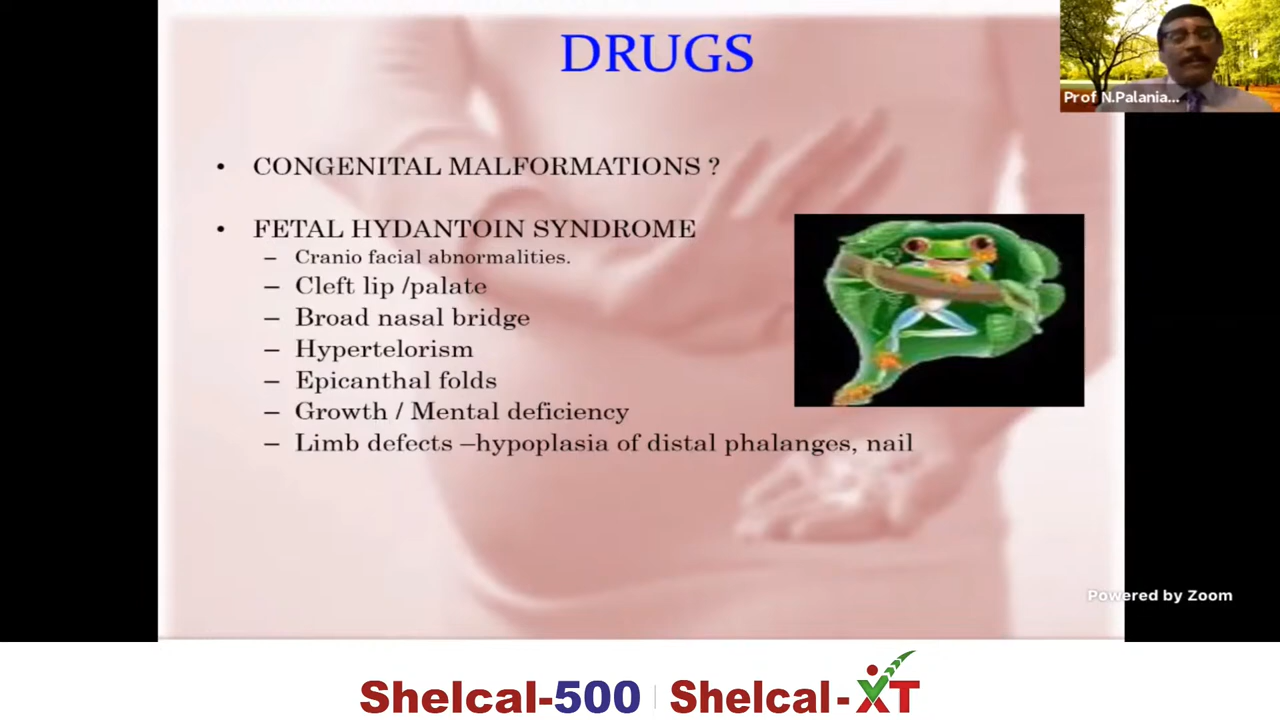 DRUGS
Prof N.Palania...
• CONGENITAL MALFORMATIONS ?
• FETAL HYDANTOIN SYNDROME
– Cranio facial abnormalities.
– Cleft lip /palate
– Broad nasal bridge
– Hypertelorism
– Epicanthal folds
– Growth / Mental deficiency
– Limb defects –hypoplasia of distal phalanges, nail
Powered by Zoom
Shelcal-500 | Shelcal-XT